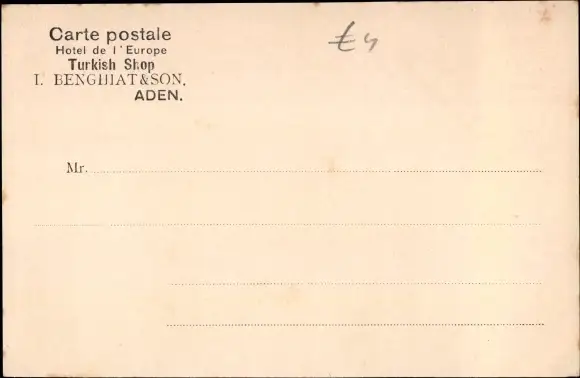 Carte postale
Hotel de l'Europe
Turkish Shop
I. BENGHIAT & SON.
ADEN.
£4
Mr.